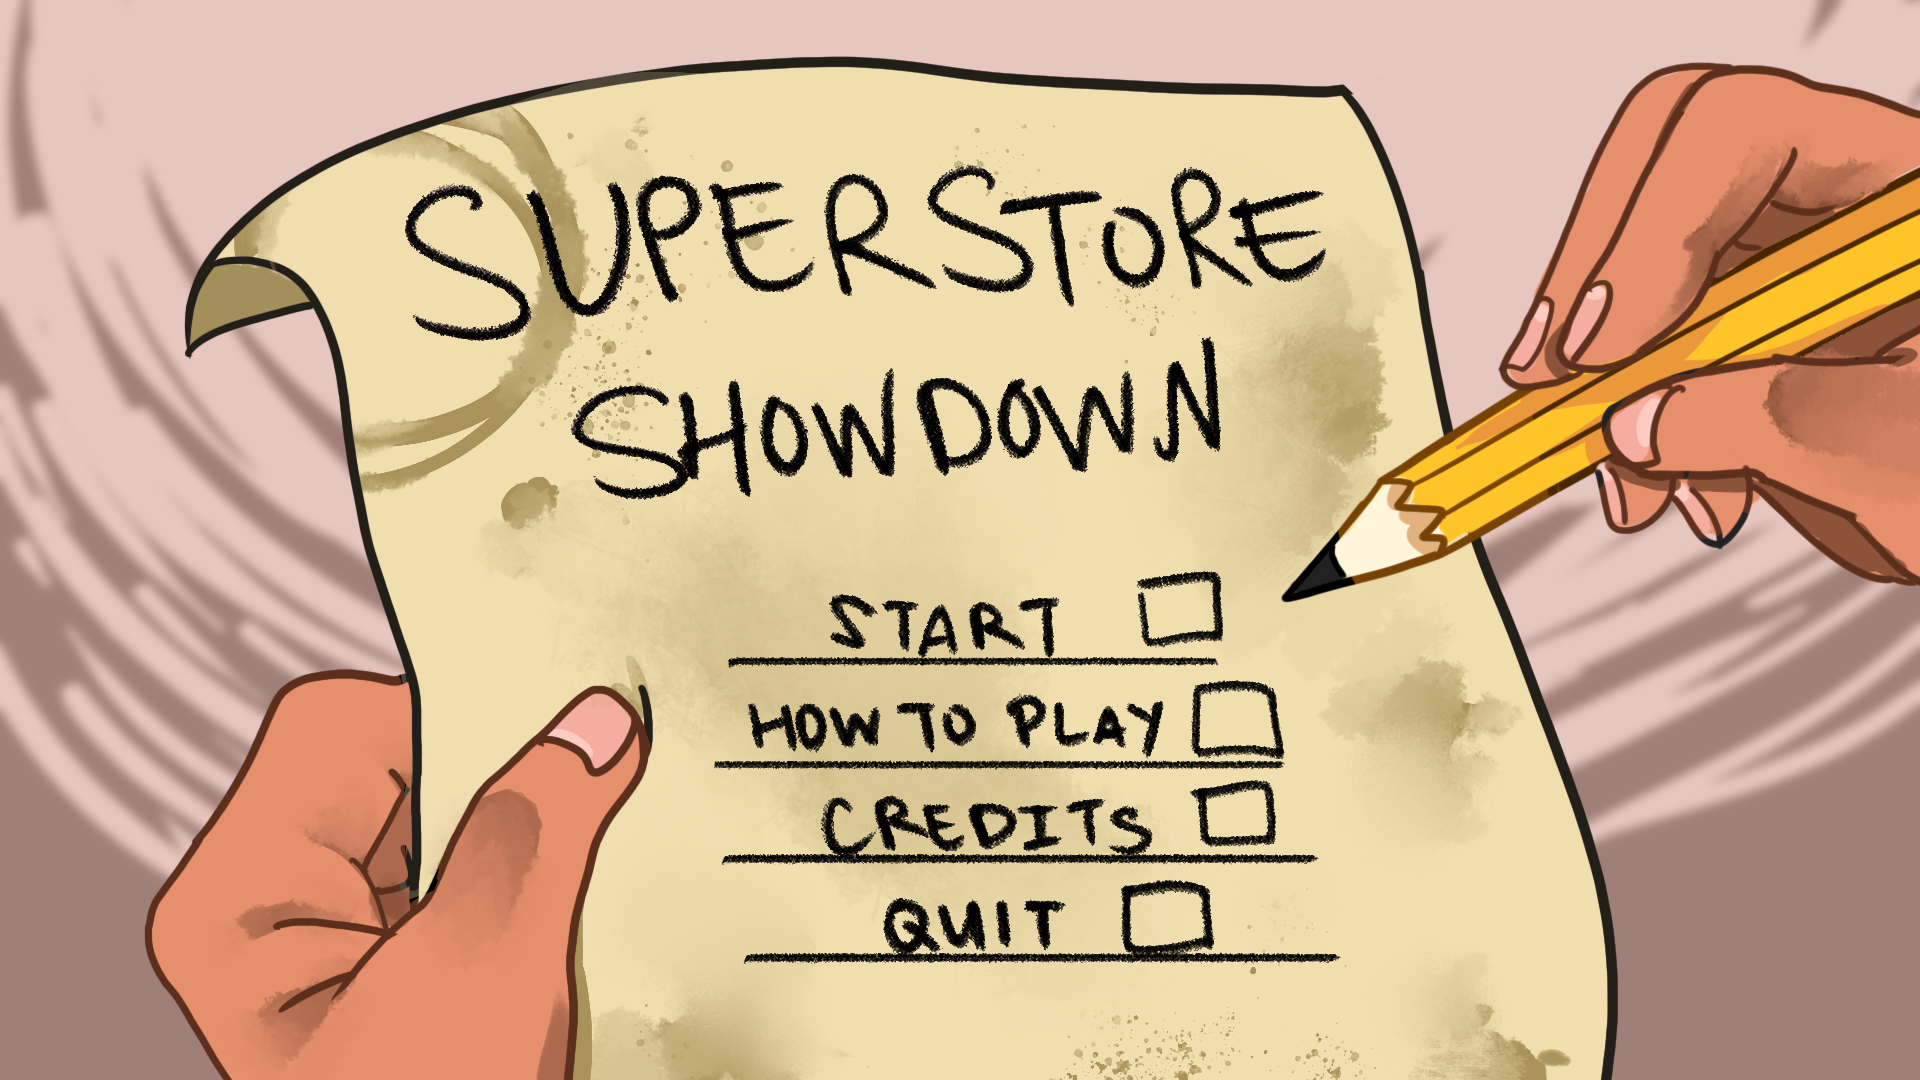 SUPERSTORE
SHOWDOWN
START
HOW TO PLAY
CREDITS
QUIT